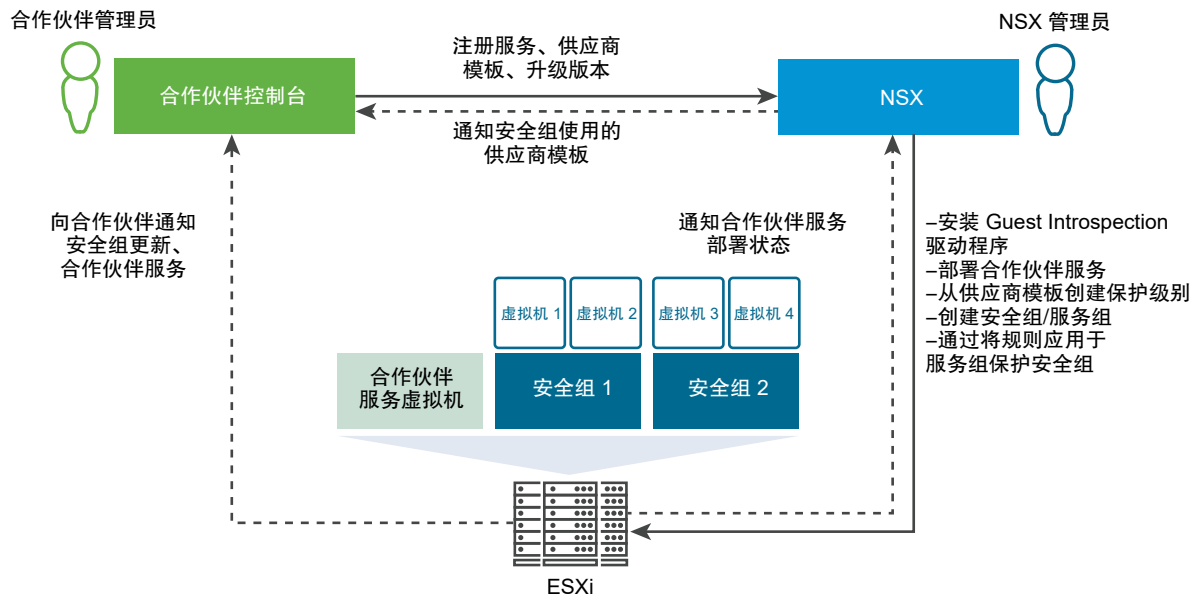 合作伙伴管理员
NSX 管理员
合作伙伴控制台
注册服务、供应商
模板、升级版本
NSX
通知安全组使用的
供应商模板
向合作伙伴通知
安全组更新、
合作伙伴服务
通知合作伙伴服务
部署状态
–安装 Guest Introspection
驱动程序
–部署合作伙伴服务
–从供应商模板创建保护级别
–创建安全组/服务组
–通过将规则应用于
服务组保护安全组
虚拟机 1
虚拟机 2
虚拟机 3
虚拟机 4
合作伙伴
服务虚拟机
安全组 1
安全组 2
ESXi